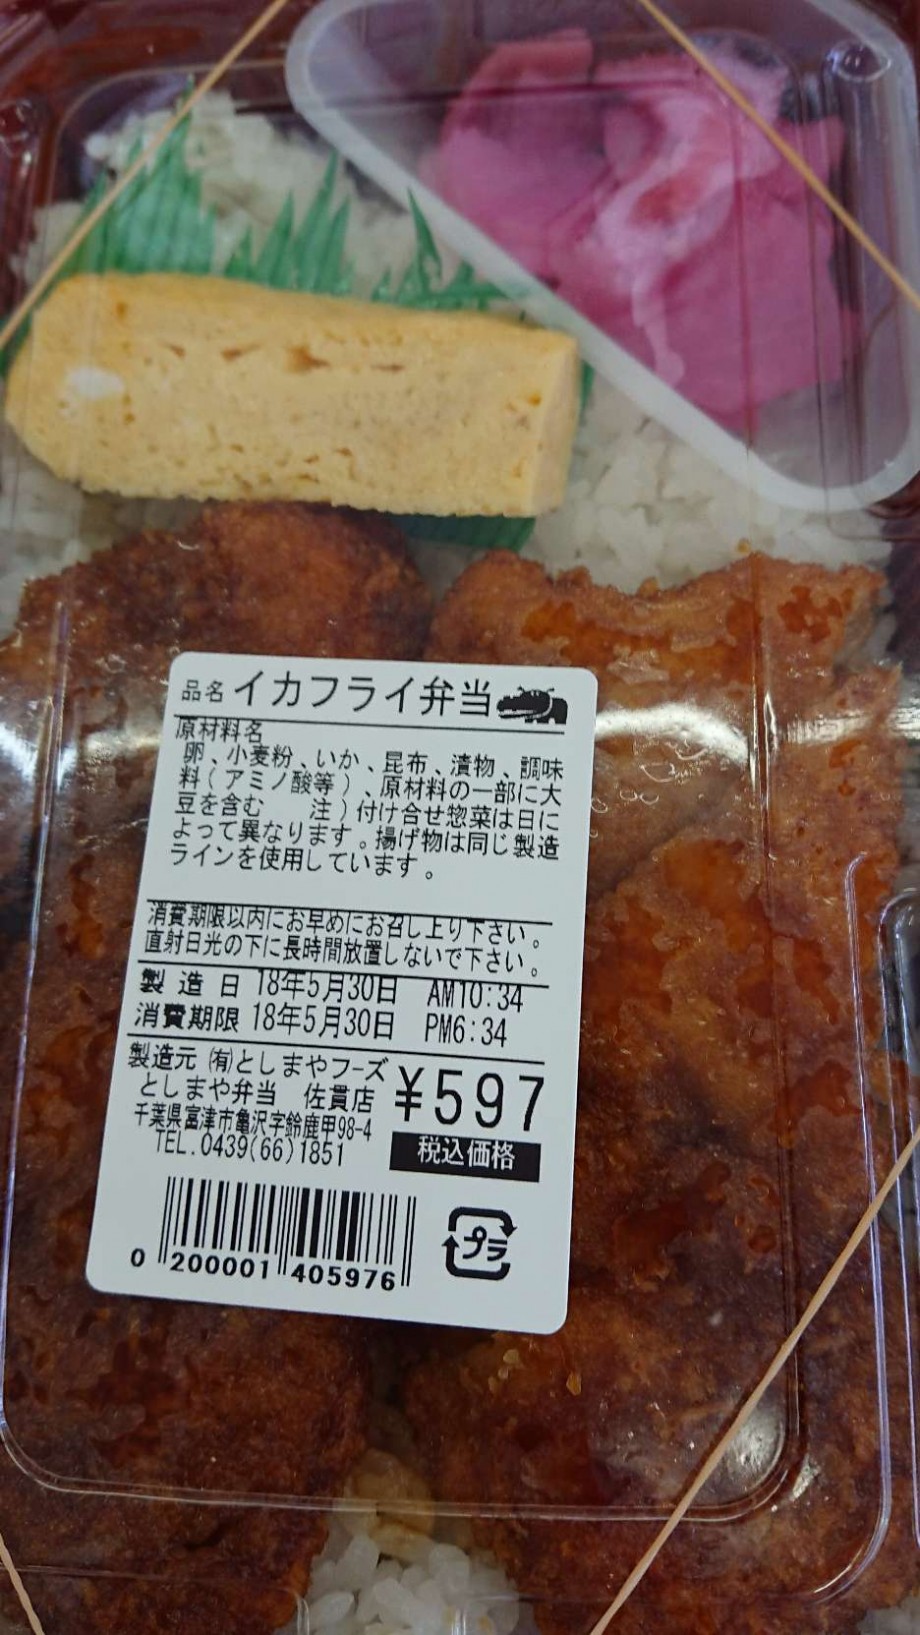 品名 イカフライ弁当
原材料名
卵、小麦粉、いか、昆布、漬物、調味
料(アミノ酸等)、原材料の一部に大
豆を含む 注)付け合せ惣菜は日に
よって異なります。揚げ物は同じ製造
ラインを使用しています。
消費期限以内にお早めにお召し上り下さい。
直射日光の下に長時間放置しないで下さい。
製造日 18年5月30日 AM10:34
消費期限 18年5月30日 PM6:34
製造元 ㈲としまやフーズ
としまや弁当 佐貫店
千葉県富津市亀沢字鈴鹿甲98-4
TEL.0439(66)1851
¥597
税込価格
0 200001 405976
プラ